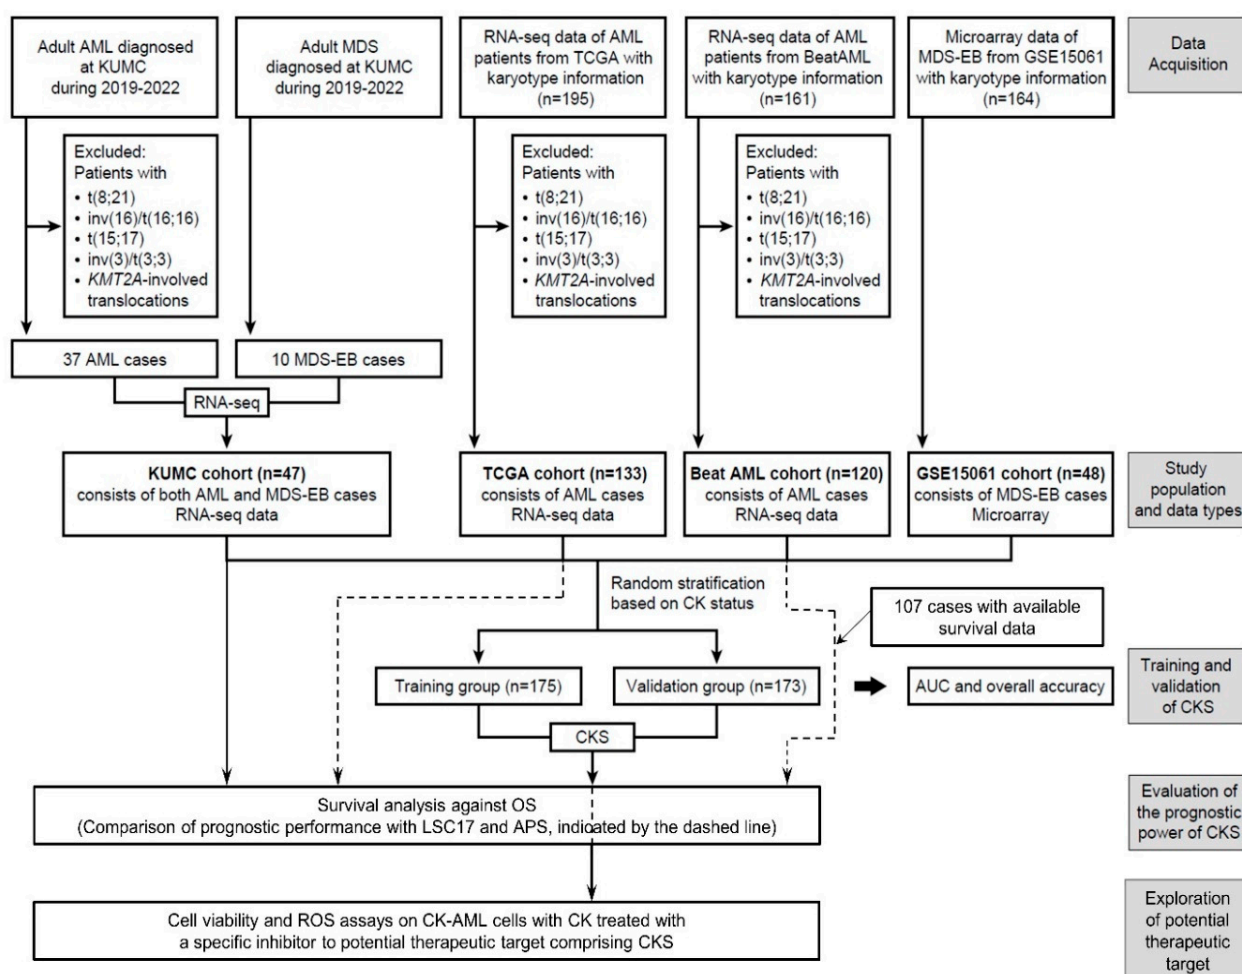 Adult AML diagnosed
at KUMC
during 2019-2022
Adult MDS
diagnosed at KUMC
during 2019-2022
RNA-seq data of AML
patients from TCGA with
karyotype information
(n=195)
RNA-seq data of AML
patients from BeatAML
with karyotype information
(n=161)
Microarray data of
MDS-EB from GSE15061
with karyotype information
(n=164)
Data
Acquisition
Excluded:
Patients with
• t(8;21)
• inv(16)/t(16;16)
• t(15;17)
• inv(3)/t(3;3)
• KMT2A-involved
translocations
Excluded:
Patients with
• t(8;21)
• inv(16)/t(16;16)
• t(15;17)
• inv(3)/t(3;3)
• KMT2A-involved
translocations
Excluded:
Patients with
• t(8;21)
• inv(16)/t(16;16)
• t(15;17)
• inv(3)/t(3;3)
• KMT2A-involved
translocations
37 AML cases
10 MDS-EB cases
RNA-seq
KUMC cohort (n=47)
consists of both AML and MDS-EB cases
RNA-seq data
TCGA cohort (n=133)
consists of AML cases
RNA-seq data
Beat AML cohort (n=120)
consists of AML cases
RNA-seq data
GSE15061 cohort (n=48)
consists of MDS-EB cases
Microarray
Study
population
and data types
Random stratification
based on CK status
107 cases with available
survival data
Training group (n=175)
Validation group (n=173)
AUC and overall accuracy
Training and
validation
of CKS
CKS
Survival analysis against OS
(Comparison of prognostic performance with LSC17 and APS, indicated by the dashed line)
Evaluation of
the prognostic
power of CKS
Cell viability and ROS assays on CK-AML cells with CK treated with
a specific inhibitor to potential therapeutic target comprising CKS
Exploration
of potential
therapeutic
target